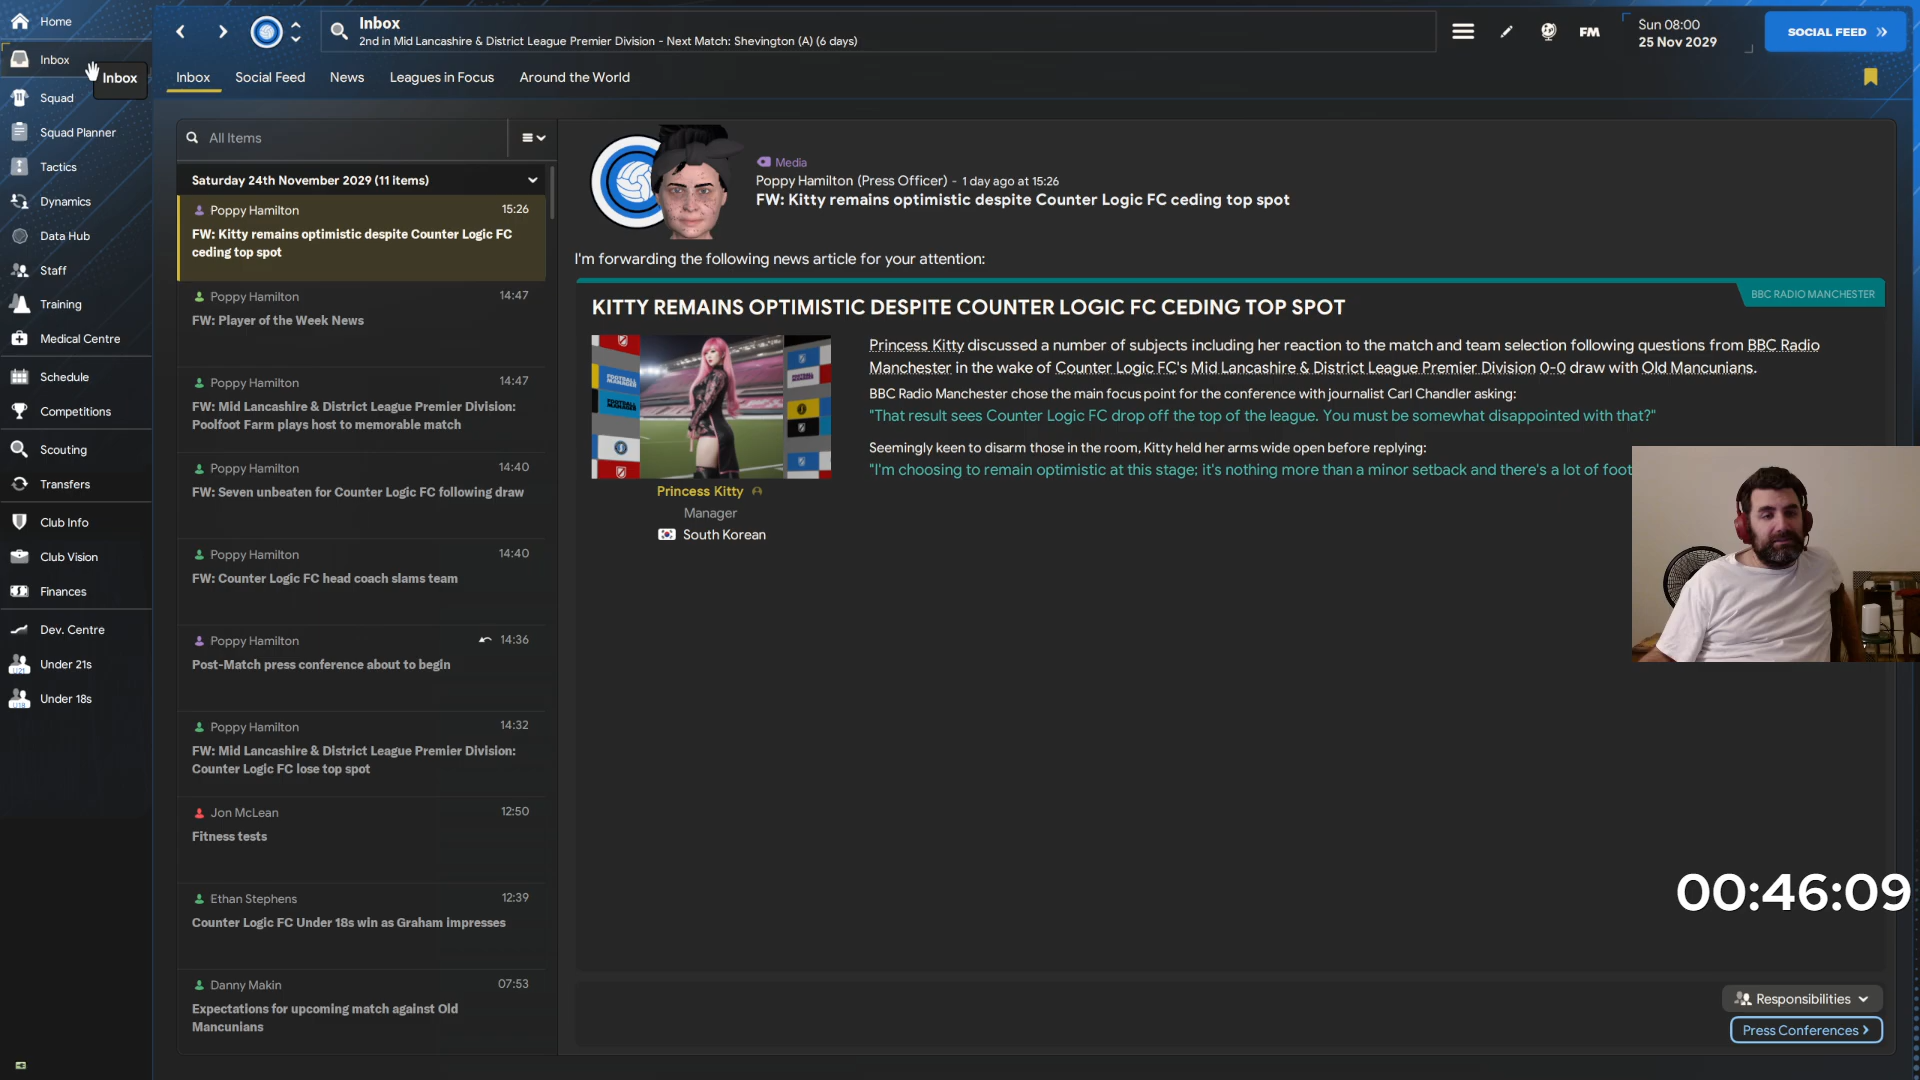 Home
Inbox
Inbox
Squad
Squad Planner
Tactics
Dynamics
Data Hub
Staff
Training
Medical Centre
Schedule
Competitions
Scouting
Transfers
Club Info
Club Vision
Finances
Dev. Centre
Under 21s
Under 18s
Inbox
2nd in Mid Lancashire & District League Premier Division - Next Match: Shevington (A) (6 days)
FM
Sun 08:00
25 Nov 2029
SOCIAL FEED
Inbox
Social Feed
News
Leagues in Focus
Around the World
All Items
Saturday 24th November 2029 (11 items)
Poppy Hamilton
15:26
FW: Kitty remains optimistic despite Counter Logic FC
ceding top spot
Poppy Hamilton
14:47
FW: Player of the Week News
Poppy Hamilton
14:47
FW: Mid Lancashire & District League Premier Division:
Poolfoot Farm plays host to memorable match
Poppy Hamilton
14:40
FW: Seven unbeaten for Counter Logic FC following draw
Poppy Hamilton
14:40
FW: Counter Logic FC head coach slams team
Poppy Hamilton
14:36
Post-Match press conference about to begin
Poppy Hamilton
14:32
FW: Mid Lancashire & District League Premier Division:
Counter Logic FC lose top spot
Jon McLean
12:50
Fitness tests
Ethan Stephens
12:39
Counter Logic FC Under 18s win as Graham impresses
Danny Makin
07:53
Expectations for upcoming match against Old
Mancunians
Media
Poppy Hamilton (Press Officer) - 1 day ago at 15:26
FW: Kitty remains optimistic despite Counter Logic FC ceding top spot
I'm forwarding the following news article for your attention:
BBC RADIO MANCHESTER
KITTY REMAINS OPTIMISTIC DESPITE COUNTER LOGIC FC CEDING TOP SPOT
Princess Kitty discussed a number of subjects including her reaction to the match and team selection following questions from BBC Radio
Manchester in the wake of Counter Logic FC's Mid Lancashire & District League Premier Division 0-0 draw with Old Mancunians.
BBC Radio Manchester chose the main focus point for the conference with journalist Carl Chandler asking:
"That result sees Counter Logic FC drop off the top of the league. You must be somewhat disappointed with that?"
Seemingly keen to disarm those in the room, Kitty held her arms wide open before replying:
"I'm choosing to remain optimistic at this stage; it's nothing more than a minor setback and there's a lot of foot
Princess Kitty
Manager
South Korean
00:46:09
Responsibilities
Press Conferences